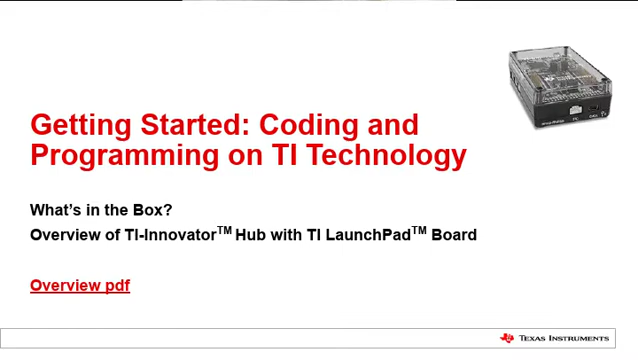 Getting Started: Coding and
Programming on TI Technology
What's in the Box?
Overview of TI-Innovator™ Hub with TI LaunchPad™ Board
Overview pdf
TEXAS INSTRUMENTS